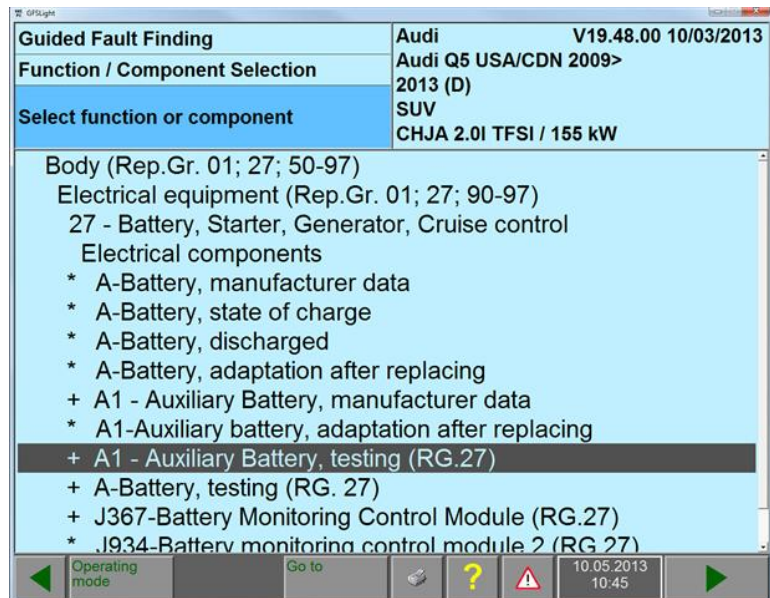 GFSLight
Guided Fault Finding
Function / Component Selection
Select function or component
Audi V19.48.00 10/03/2013
Audi Q5 USA/CDN 2009>
2013 (D)
SUV
CHJA 2.0l TFSI / 155 kW
Body (Rep.Gr. 01; 27; 50-97)
Electrical equipment (Rep.Gr. 01; 27; 90-97)
27 - Battery, Starter, Generator, Cruise control
Electrical components
* A-Battery, manufacturer data
* A-Battery, state of charge
* A-Battery, discharged
* A-Battery, adaptation after replacing
+ A1 - Auxiliary Battery, manufacturer data
* A1-Auxiliary battery, adaptation after replacing
+ A1 - Auxiliary Battery, testing (RG.27)
+ A-Battery, testing (RG. 27)
+ J367-Battery Monitoring Control Module (RG.27)
* J934-Battery monitoring control module 2 (RG.27)
Operating
mode
Go to
?
10.05.2013
10:45